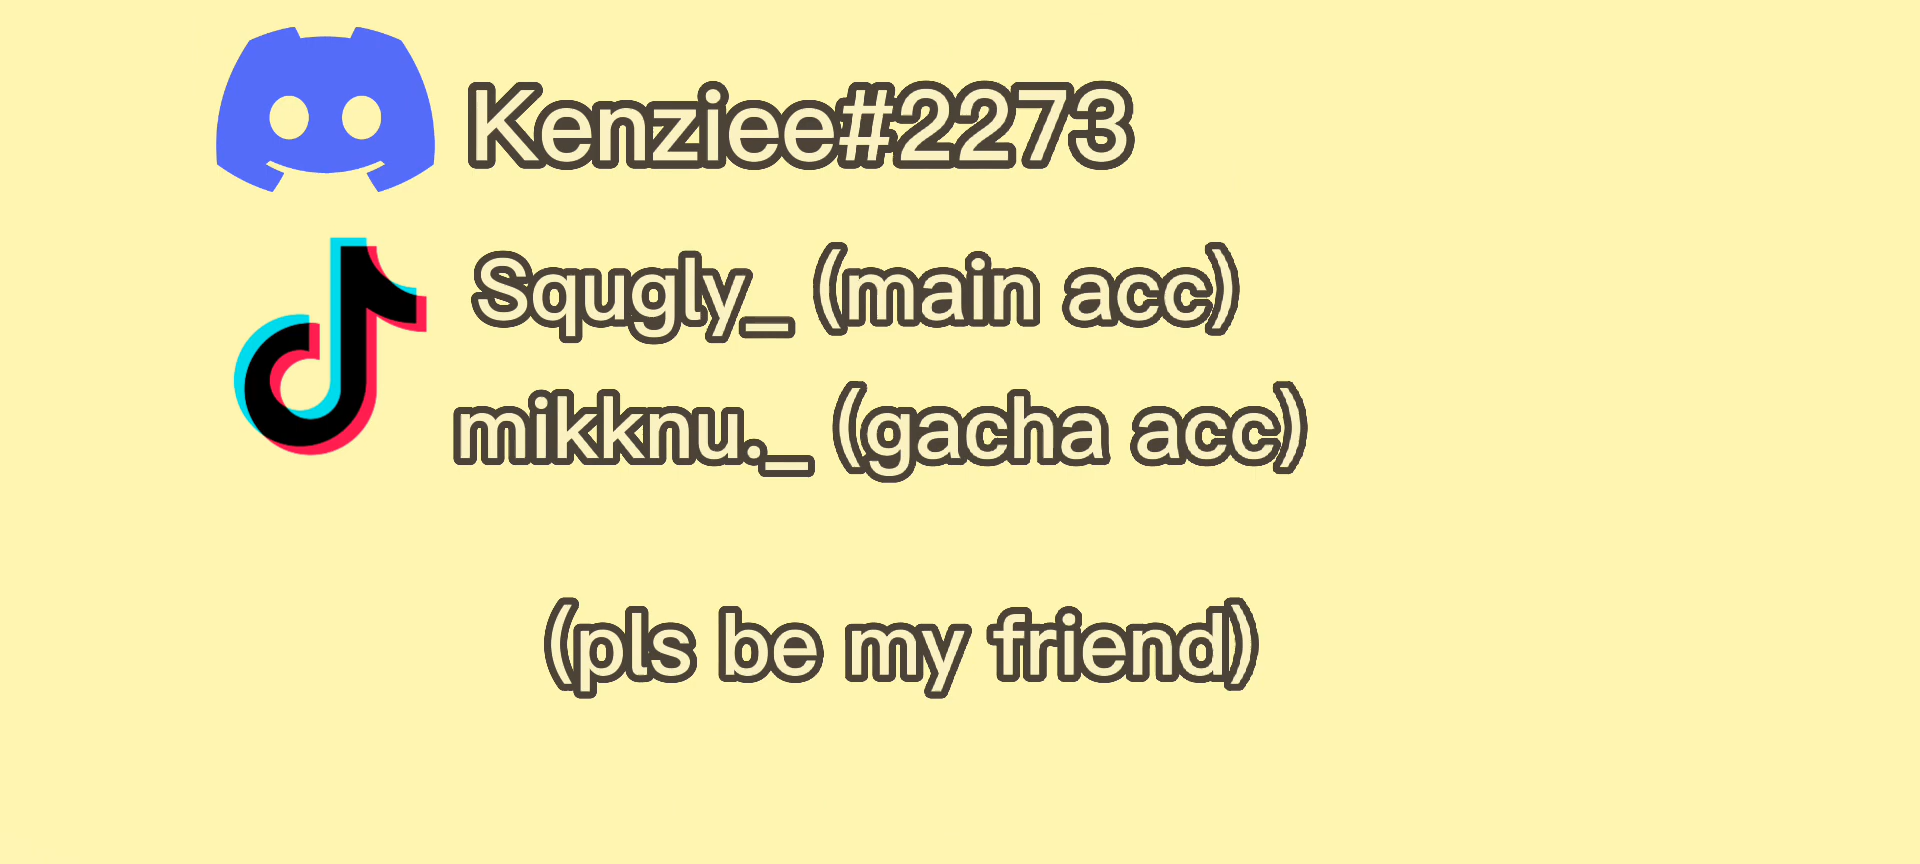 Kenziee#2273
Squgly_ (main acc)
mikknu._ (gacha acc)
(pls be my friend)